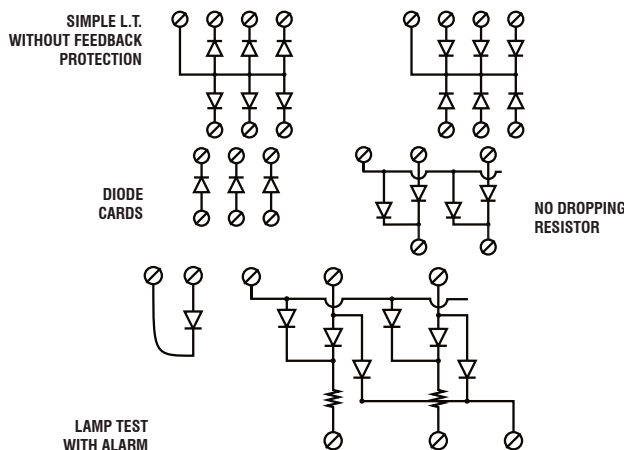 SIMPLE L.T.
WITHOUT FEEDBACK
PROTECTION
DIODE
CARDS
NO DROPPING
RESISTOR
LAMP TEST
WITH ALARM